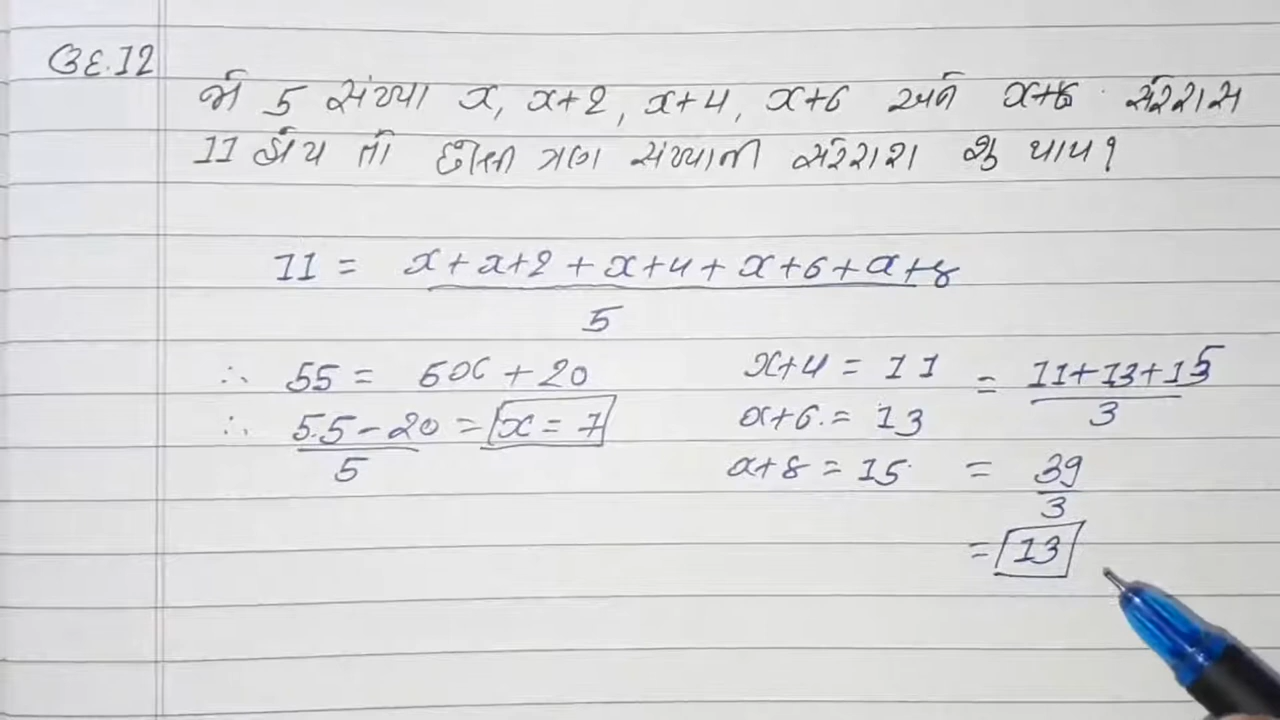 ઉદ.12
જો 5 સંખ્યા x, x+2, x+4, x+6 અને x+8 સરેરાશ
11 હોય તો છેલ્લા ત્રણ સંખ્યાની સરેરાશ શું થાય?
11 = x+x+2+x+4+x+6+x+8
5
∴ 55 = 5x+20
∴ 55-20 = x = 7
5
x+4 = 11
x+6 = 13
x+8 = 15
= 11+13+15
3
= 39
3
= 13